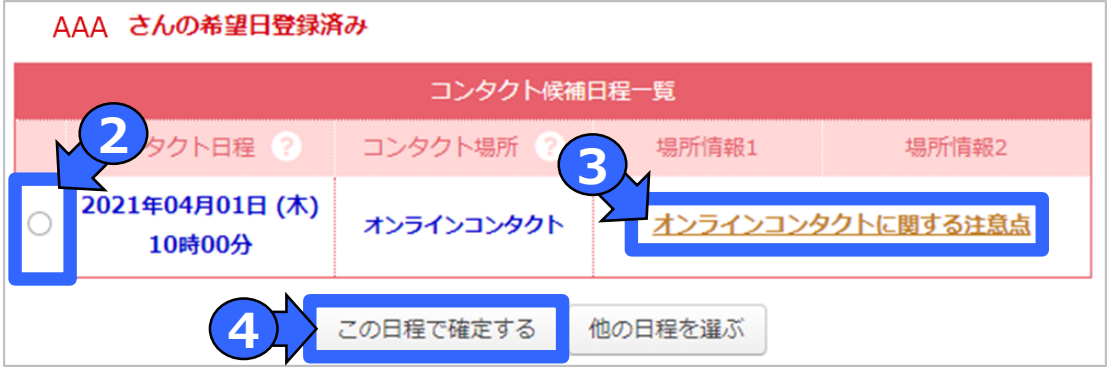 AAA さんの希望日登録済み
コンタクト候補日程一覧
2 タクト日程 ? コンタクト場所 ? 場所情報1 場所情報2
3
2021年04月01日 (木)
10時00分
オンラインコンタクト
オンラインコンタクトに関する注意点
4 この日程で確定する 他の日程を選ぶ